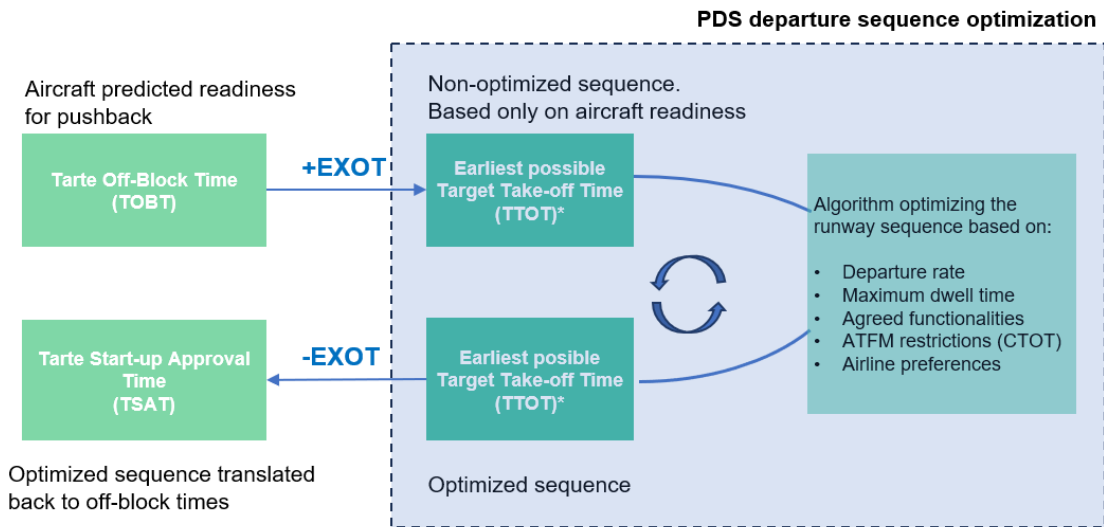 PDS departure sequence optimization
Aircraft predicted readiness
for pushback
Non-optimized sequence.
Based only on aircraft readiness
Tarte Off-Block Time
(TOBT)
+EXOT
Earliest possible
Target Take-off Time
(TTOT)*
Algorithm optimizing the
runway sequence based on:
• Departure rate
• Maximum dwell time
• Agreed functionalities
• ATFM restrictions (CTOT)
• Airline preferences
Tarte Start-up Approval
Time
(TSAT)
-EXOT
Earliest posible
Target Take-off Time
(TTOT)*
Optimized sequence translated
back to off-block times
Optimized sequence